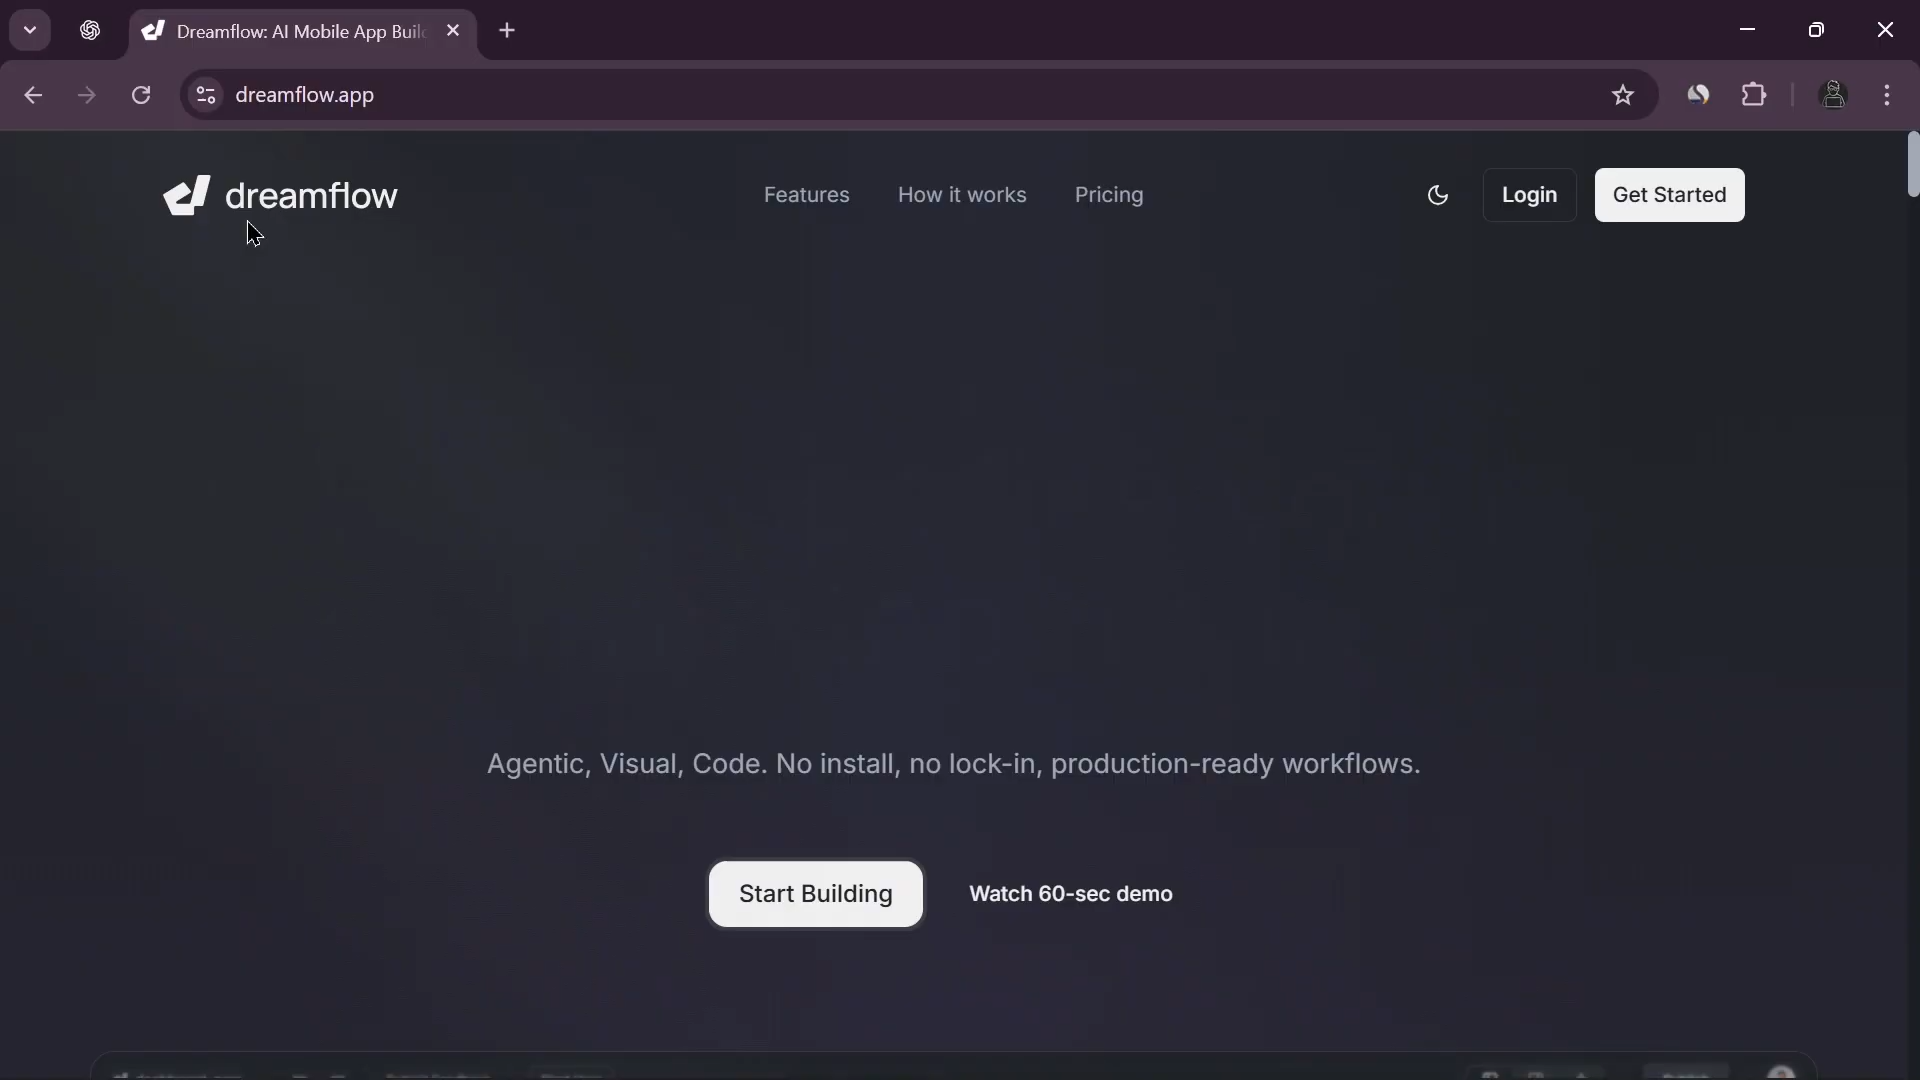 Dreamflow: AI Mobile App Buil
dreamflow.app
dreamflow
Features
How it works
Pricing
Login
Get Started
Agentic, Visual, Code. No install, no lock-in, production-ready workflows.
Start Building
Watch 60-sec demo